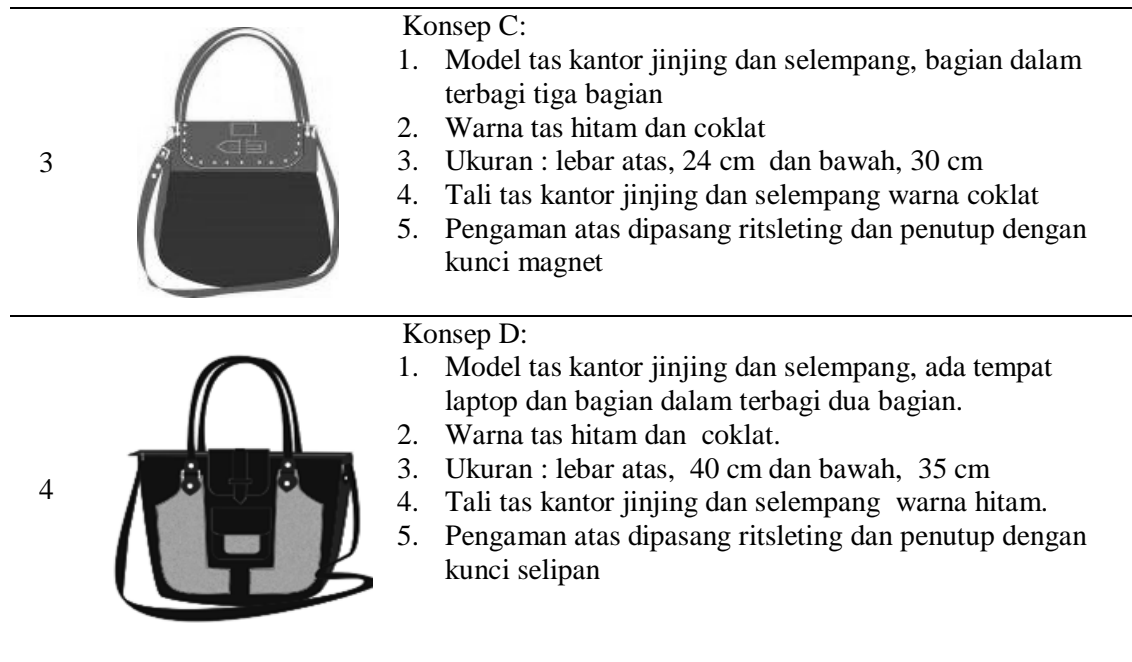 Konsep C:
1. Model tas kantor jinjing dan selempang, bagian dalam
terbagi tiga bagian
2. Warna tas hitam dan coklat
3. Ukuran : lebar atas, 24 cm dan bawah, 30 cm
3
4. Tali tas kantor jinjing dan selempang warna coklat
5. Pengaman atas dipasang ritsleting dan penutup dengan
kunci magnet
Konsep D:
1. Model tas kantor jinjing dan selempang, ada tempat
laptop dan bagian dalam terbagi dua bagian.
2. Warna tas hitam dan coklat.
3. Ukuran : lebar atas, 40 cm dan bawah, 35 cm
4
4. Tali tas kantor jinjing dan selempang warna hitam.
5. Pengaman atas dipasang ritsleting dan penutup dengan
kunci selipan